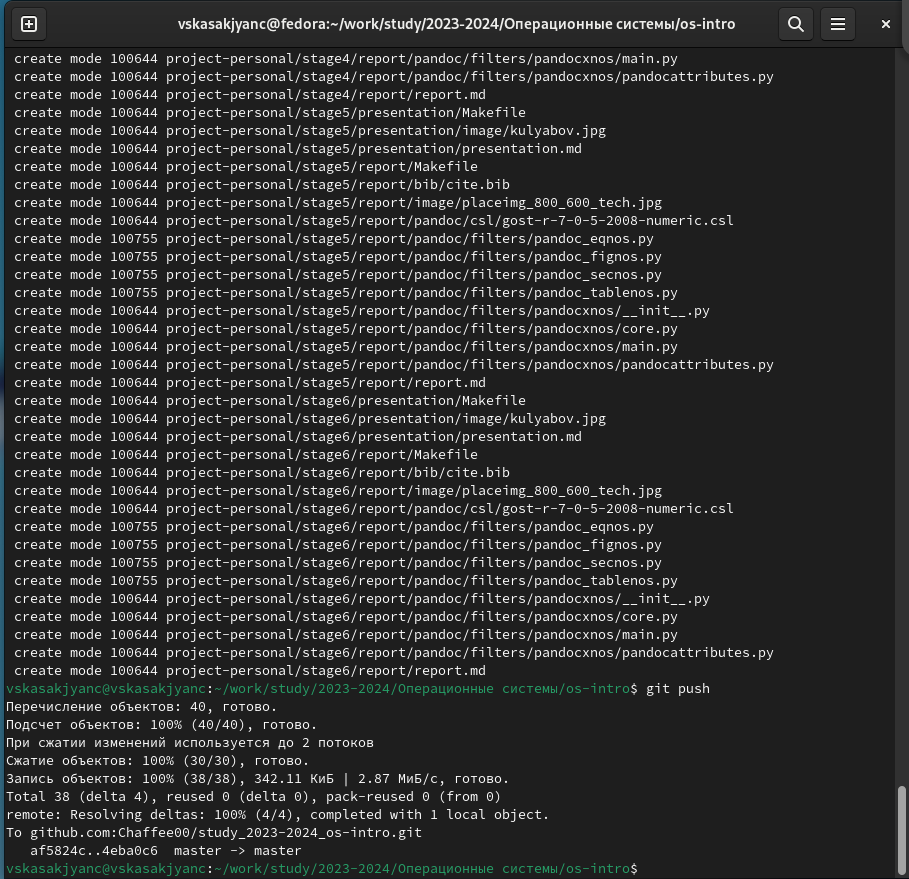 vskasakjyanc@fedora:~/work/study/2023-2024/Операционные системы/os-intro
create mode 100644 project-personal/stage4/report/pandoc/filters/pandocxnos/main.py
create mode 100644 project-personal/stage4/report/pandoc/filters/pandocxnos/pandocattributes.py
create mode 100644 project-personal/stage4/report/report.md
create mode 100644 project-personal/stage5/presentation/Makefile
create mode 100644 project-personal/stage5/presentation/image/kulyabov.jpg
create mode 100644 project-personal/stage5/presentation/presentation.md
create mode 100644 project-personal/stage5/report/Makefile
create mode 100644 project-personal/stage5/report/bib/cite.bib
create mode 100644 project-personal/stage5/report/image/placeimg_800_600_tech.jpg
create mode 100644 project-personal/stage5/report/pandoc/csl/gost-r-7-0-5-2008-numeric.csl
create mode 100755 project-personal/stage5/report/pandoc/filters/pandoc_eqnos.py
create mode 100755 project-personal/stage5/report/pandoc/filters/pandoc_fignos.py
create mode 100755 project-personal/stage5/report/pandoc/filters/pandoc_secnos.py
create mode 100755 project-personal/stage5/report/pandoc/filters/pandoc_tablenos.py
create mode 100644 project-personal/stage5/report/pandoc/filters/pandocxnos/__init__.py
create mode 100644 project-personal/stage5/report/pandoc/filters/pandocxnos/core.py
create mode 100644 project-personal/stage5/report/pandoc/filters/pandocxnos/main.py
create mode 100644 project-personal/stage5/report/pandoc/filters/pandocxnos/pandocattributes.py
create mode 100644 project-personal/stage5/report/report.md
create mode 100644 project-personal/stage6/presentation/Makefile
create mode 100644 project-personal/stage6/presentation/image/kulyabov.jpg
create mode 100644 project-personal/stage6/presentation/presentation.md
create mode 100644 project-personal/stage6/report/Makefile
create mode 100644 project-personal/stage6/report/bib/cite.bib
create mode 100644 project-personal/stage6/report/image/placeimg_800_600_tech.jpg
create mode 100644 project-personal/stage6/report/pandoc/csl/gost-r-7-0-5-2008-numeric.csl
create mode 100755 project-personal/stage6/report/pandoc/filters/pandoc_eqnos.py
create mode 100755 project-personal/stage6/report/pandoc/filters/pandoc_fignos.py
create mode 100755 project-personal/stage6/report/pandoc/filters/pandoc_secnos.py
create mode 100755 project-personal/stage6/report/pandoc/filters/pandoc_tablenos.py
create mode 100644 project-personal/stage6/report/pandoc/filters/pandocxnos/__init__.py
create mode 100644 project-personal/stage6/report/pandoc/filters/pandocxnos/core.py
create mode 100644 project-personal/stage6/report/pandoc/filters/pandocxnos/main.py
create mode 100644 project-personal/stage6/report/pandoc/filters/pandocxnos/pandocattributes.py
create mode 100644 project-personal/stage6/report/report.md
vskasakjyanc@vskasakjyanc:~/work/study/2023-2024/Операционные системы/os-intro$ git push
Перечисление объектов: 40, готово.
Подсчет объектов: 100% (40/40), готово.
При сжатии изменений используется до 2 потоков
Сжатие объектов: 100% (30/30), готово.
Запись объектов: 100% (38/38), 342.11 КиБ | 2.87 МиБ/с, готово.
Total 38 (delta 4), reused 0 (delta 0), pack-reused 0 (from 0)
remote: Resolving deltas: 100% (4/4), completed with 1 local object.
To github.com:Chaffee00/study_2023-2024_os-intro.git
af5824c..4eba0c6  master -> master
vskasakjyanc@vskasakjyanc:~/work/study/2023-2024/Операционные системы/os-intro$